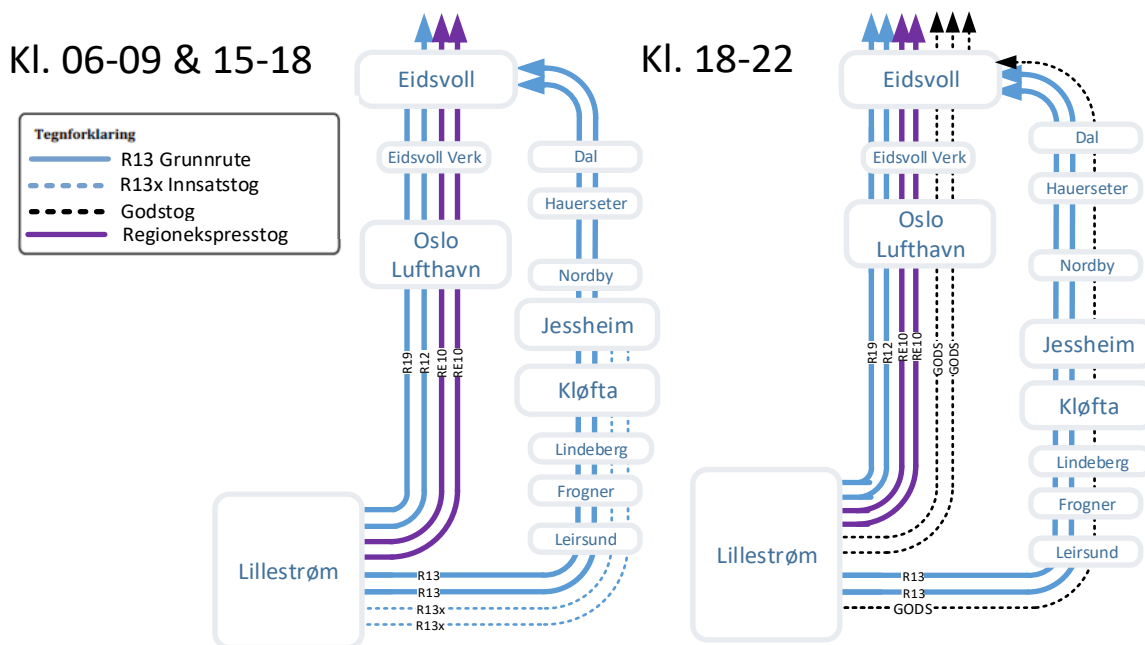 Kl. 06-09 & 15-18
Tegnforklaring
R13 Grunnrute
R13x Innsatstog
Godstog
Regionekspresstog
Eidsvoll
Eidsvoll Verk
Dal
Hauerseter
Oslo
Lufthavn
Nordby
Jessheim
R19
R12
RE10
RE10
Kløfta
Lindeberg
Frogner
Leirsund
Lillestrøm
R13
R13
R13x
R13x
Kl. 18-22
Eidsvoll
Dal
Eidsvoll Verk
Hauerseter
Oslo
Lufthavn
Nordby
Jessheim
R19
R12
RE10
RE10
GODS
GODS
Kløfta
Lindeberg
Frogner
Leirsund
Lillestrøm
R13
R13
GODS